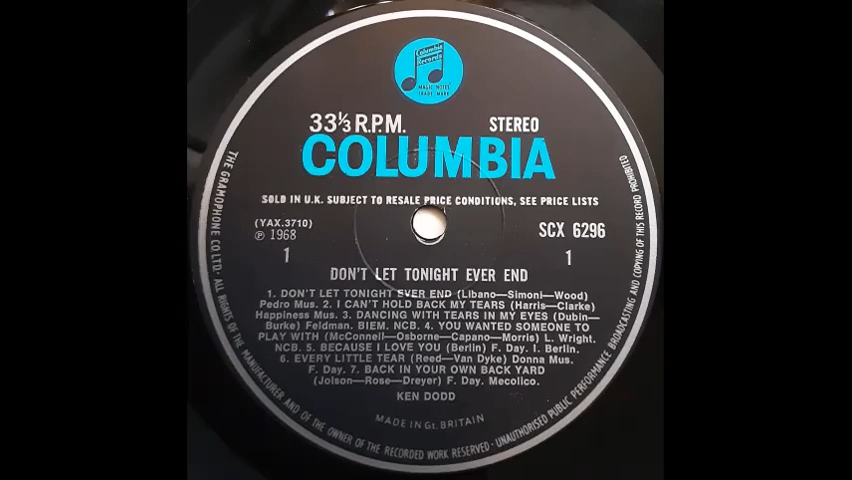 Columbia
Records
MAGIC NOTES
TRADE MARK
33⅓ R.P.M. STEREO
COLUMBIA
SOLD IN U.K. SUBJECT TO RESALE PRICE CONDITIONS, SEE PRICE LISTS
(YAX.3710)
℗ 1968
SCX 6296
1
1
DON'T LET TONIGHT EVER END
1. DON'T LET TONIGHT EVER END (Libano—Simoni—Wood)
Pedro Mus. 2. I CAN'T HOLD BACK MY TEARS (Harris—Clarke)
Happiness Mus. 3. DANCING WITH TEARS IN MY EYES (Dubin—
Burke) Feldman. BIEM. NCB. 4. YOU WANTED SOMEONE TO
PLAY WITH (McConnell—Osborne—Capano—Morris) L. Wright.
NCB. 5. BECAUSE I LOVE YOU (Berlin) F. Day. I. Berlin.
6. EVERY LITTLE TEAR (Reed—Van Dyke) Donna Mus.
F. Day. 7. BACK IN YOUR OWN BACK YARD
(Jolson—Rose—Dreyer) F. Day. Mecolico.
KEN DODD
MADE IN Gt. BRITAIN
THE GRAMOPHONE CO LTD · ALL RIGHTS OF THE MANUFACTURER AND OF THE OWNER OF THE RECORDED WORK RESERVED · UNAUTHORISED PUBLIC PERFORMANCE BROADCASTING AND COPYING OF THIS RECORD PROHIBITED